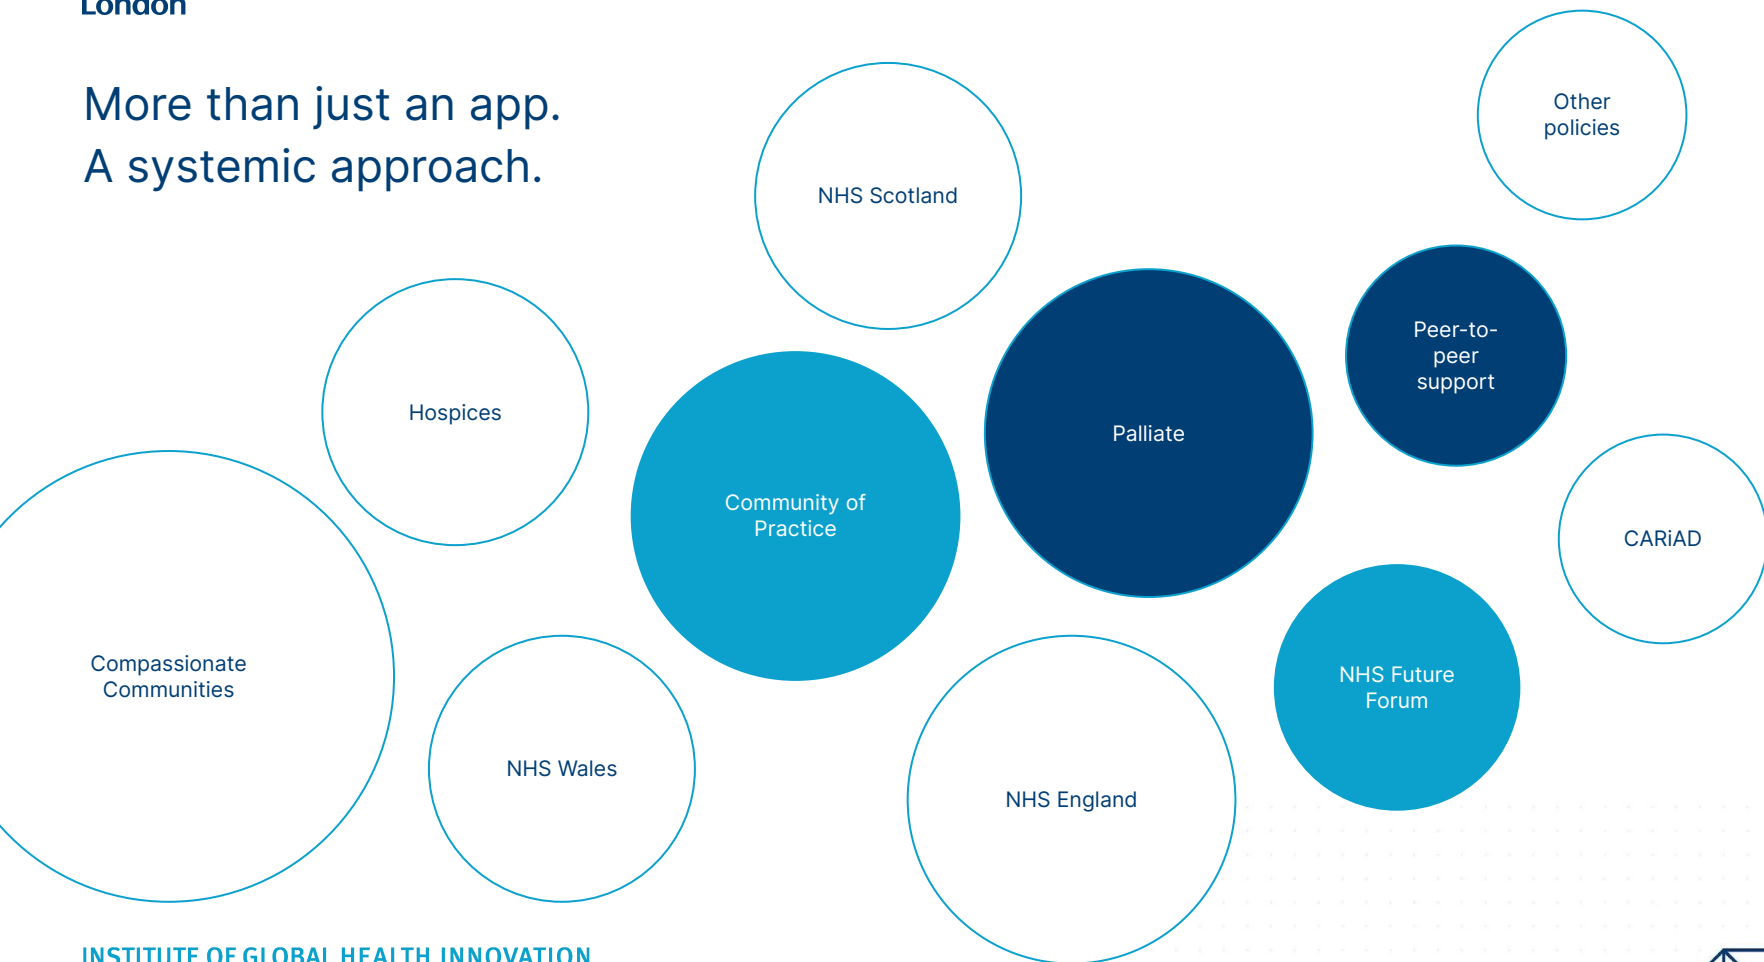 London
More than just an app.
A systemic approach.
Other
policies
NHS Scotland
Peer-to-
peer
support
Hospices
Palliate
Community of
Practice
CARiAD
Compassionate
Communities
NHS Future
Forum
NHS Wales
NHS England
INSTITUTE OF GLOBAL HEALTH INNOVATION